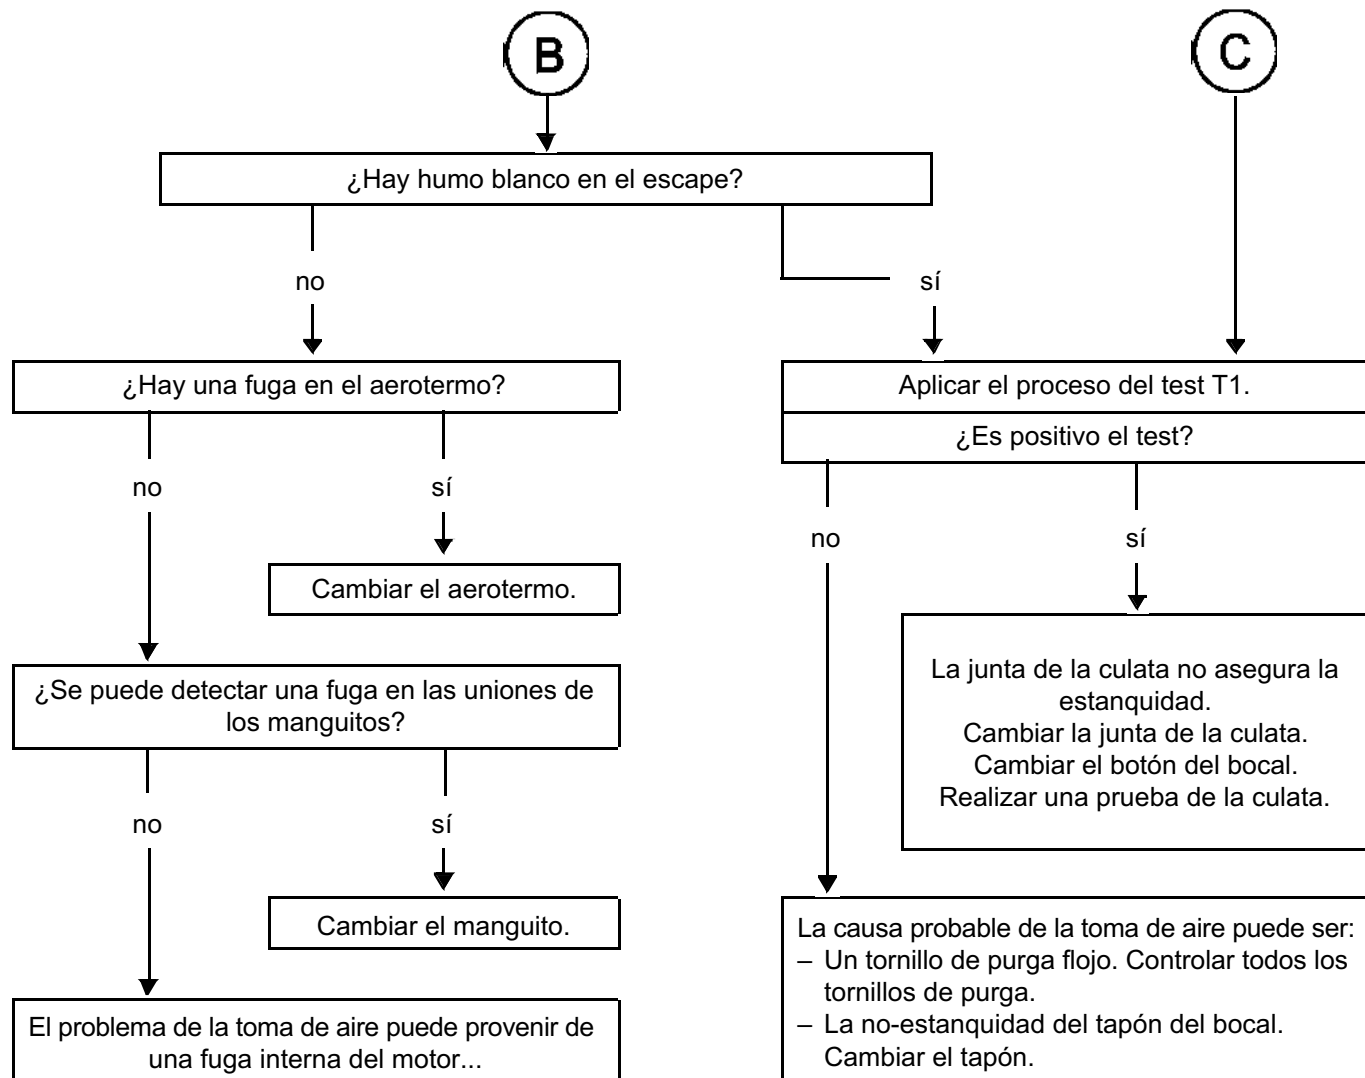 B
C
¿Hay humo blanco en el escape?
no
sí
¿Hay una fuga en el aerotermo?
Aplicar el proceso del test T1.
¿Es positivo el test?
no
sí
no
sí
Cambiar el aerotermo.
¿Se puede detectar una fuga en las uniones de
los manguitos?
La junta de la culata no asegura la
estanquidad.
Cambiar la junta de la culata.
Cambiar el botón del bocal.
Realizar una prueba de la culata.
no
sí
Cambiar el manguito.
La causa probable de la toma de aire puede ser:
– Un tornillo de purga flojo. Controlar todos los
tornillos de purga.
– La no-estanquidad del tapón del bocal.
Cambiar el tapón.
El problema de la toma de aire puede provenir de
una fuga interna del motor...